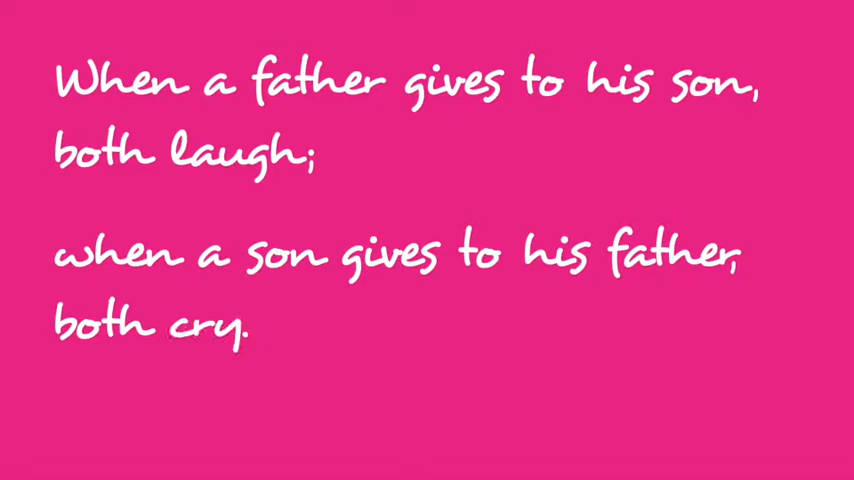 When a father gives to his son,
both laugh;
when a son gives to his father,
both cry.